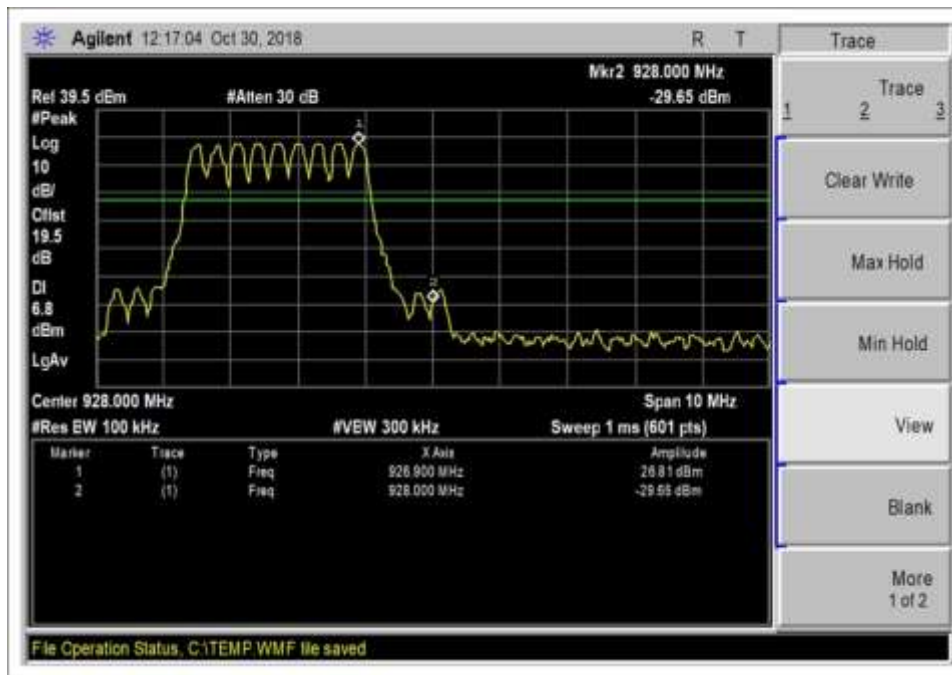 Agilent 12:17:04 Oct 30, 2018 R T
Trace
Mkr2 928.000 MHz
Ref 39.5 dBm #Atten 30 dB -29.65 dBm
#Peak
Log
10
dB/
Offst
19.5
dB
DI
6.8
dBm
LgAv
1
2
Center 928.000 MHz Span 10 MHz
#Res BW 100 kHz #VBW 300 kHz Sweep 1 ms (601 pts)
Marker Trace Type X Axis Amplitude
1 (1) Freq 926.900 MHz 26.81 dBm
2 (1) Freq 928.000 MHz -29.65 dBm
File Operation Status, C:\TEMP.WMF file saved
Trace
1 2 3
Clear Write
Max Hold
Min Hold
View
Blank
More
1 of 2